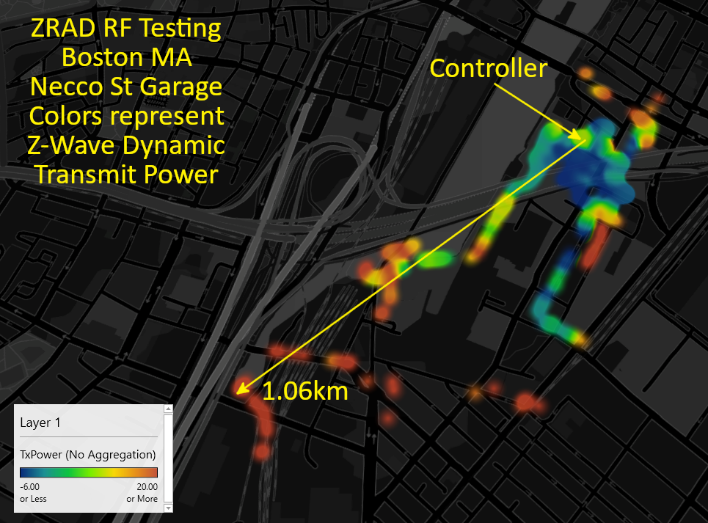 ZRAD RF Testing
Boston MA
Necco St Garage
Colors represent
Z-Wave Dynamic
Transmit Power
Controller
1.06km
Layer 1
TxPower (No Aggregation)
-6.00 20.00
or Less or More